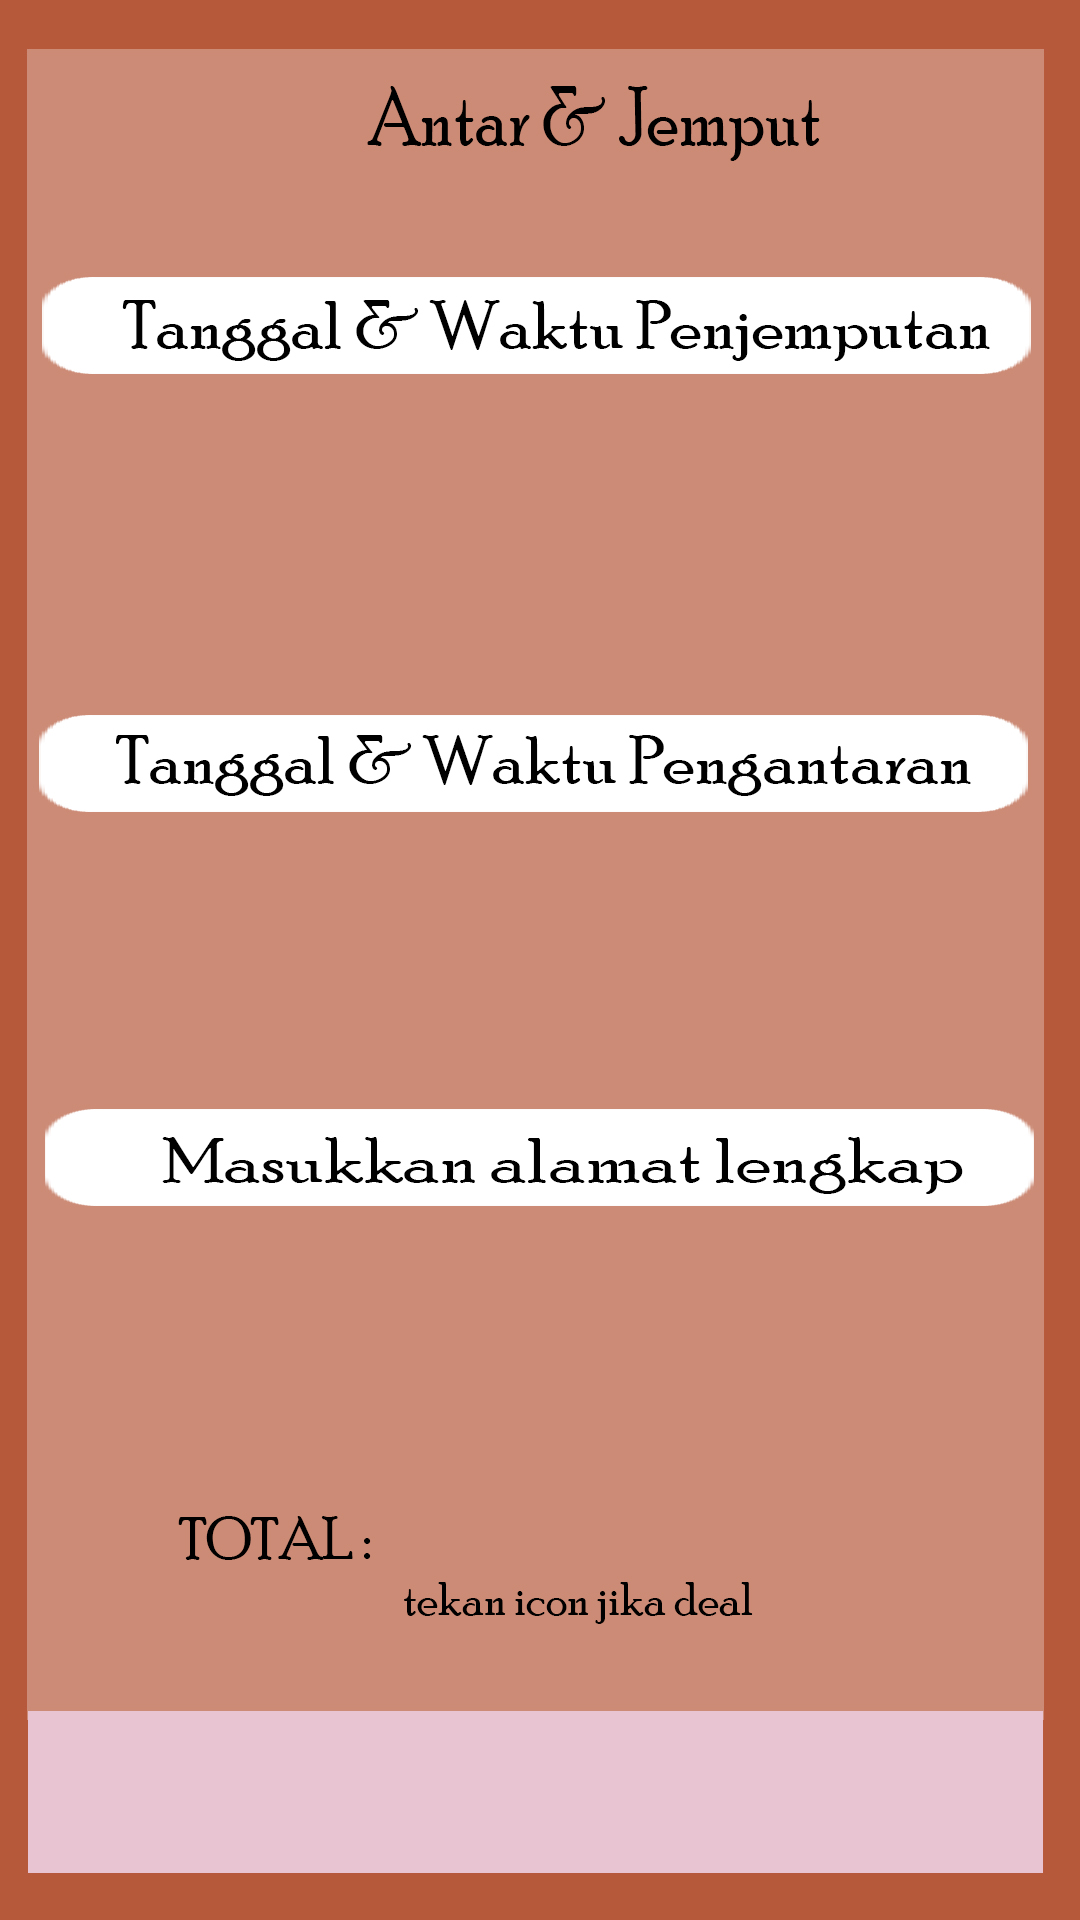 Antar & Jemput
Tanggal & Waktu Penjemputan
Tanggal & Waktu Pengantaran
Masukkan alamat lengkap
TOTAL :
tekan icon jika deal